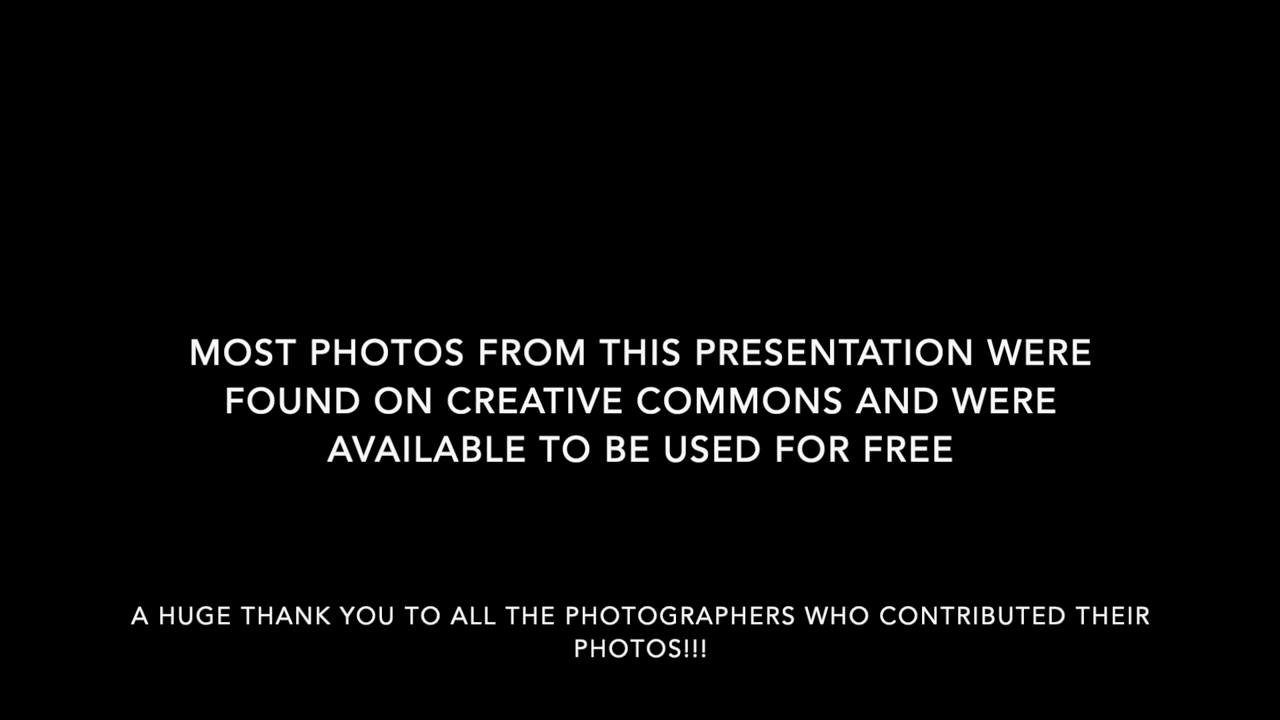 MOST PHOTOS FROM THIS PRESENTATION WERE
FOUND ON CREATIVE COMMONS AND WERE
AVAILABLE TO BE USED FOR FREE
A HUGE THANK YOU TO ALL THE PHOTOGRAPHERS WHO CONTRIBUTED THEIR
PHOTOS!!!